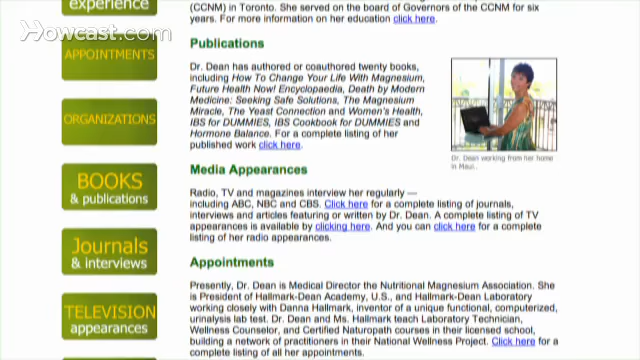 experience
APPOINTMENTS
ORGANIZATIONS
BOOKS
& publications
Journals
& interviews
TELEVISION
appearances
Howcast.com
(CCNM) in Toronto. She served on the board of Governors of the CCNM for six
years. For more information on her education click here.
Publications
Dr. Dean has authored or coauthored twenty books,
including How To Change Your Life With Magnesium,
Future Health Now! Encyclopaedia, Death by Modern
Medicine: Seeking Safe Solutions, The Magnesium
Miracle, The Yeast Connection and Women's Health,
IBS for DUMMIES, IBS Cookbook for DUMMIES and
Hormone Balance. For a complete listing of her
published work click here.
Dr. Dean working from her home
in Maui..
Media Appearances
Radio, TV and magazines interview her regularly —
including ABC, NBC and CBS. Click here for a complete listing of journals,
interviews and articles featuring or written by Dr. Dean. A complete listing of TV
appearances is available by clicking here. And you can click here for a complete
listing of her radio appearances.
Appointments
Presently, Dr. Dean is Medical Director the Nutritional Magnesium Association. She
is President of Hallmark-Dean Academy, U.S., and Hallmark-Dean Laboratory
working closely with Danna Hallmark, inventor of a unique functional, computerized,
urinalysis lab test. Dr. Dean and Ms. Hallmark teach Laboratory Technician,
Wellness Counselor, and Certified Naturopath courses in their licensed school,
building a network of practitioners in their National Wellness Project. Click here for a
complete listing of all her appointments.